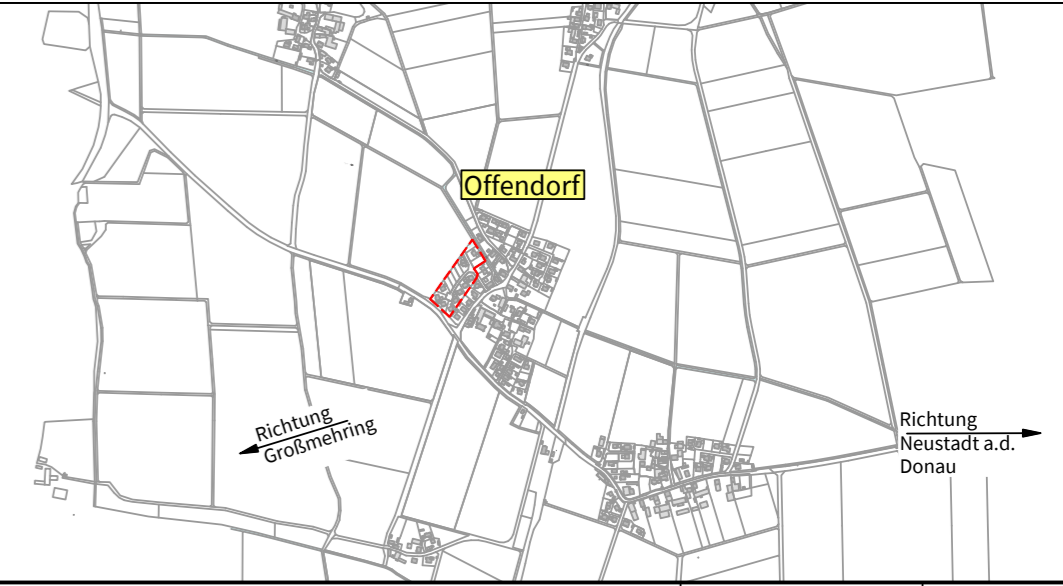 Offendorf
Richtung
Großmehring
Richtung
Neustadt a.d.
Donau